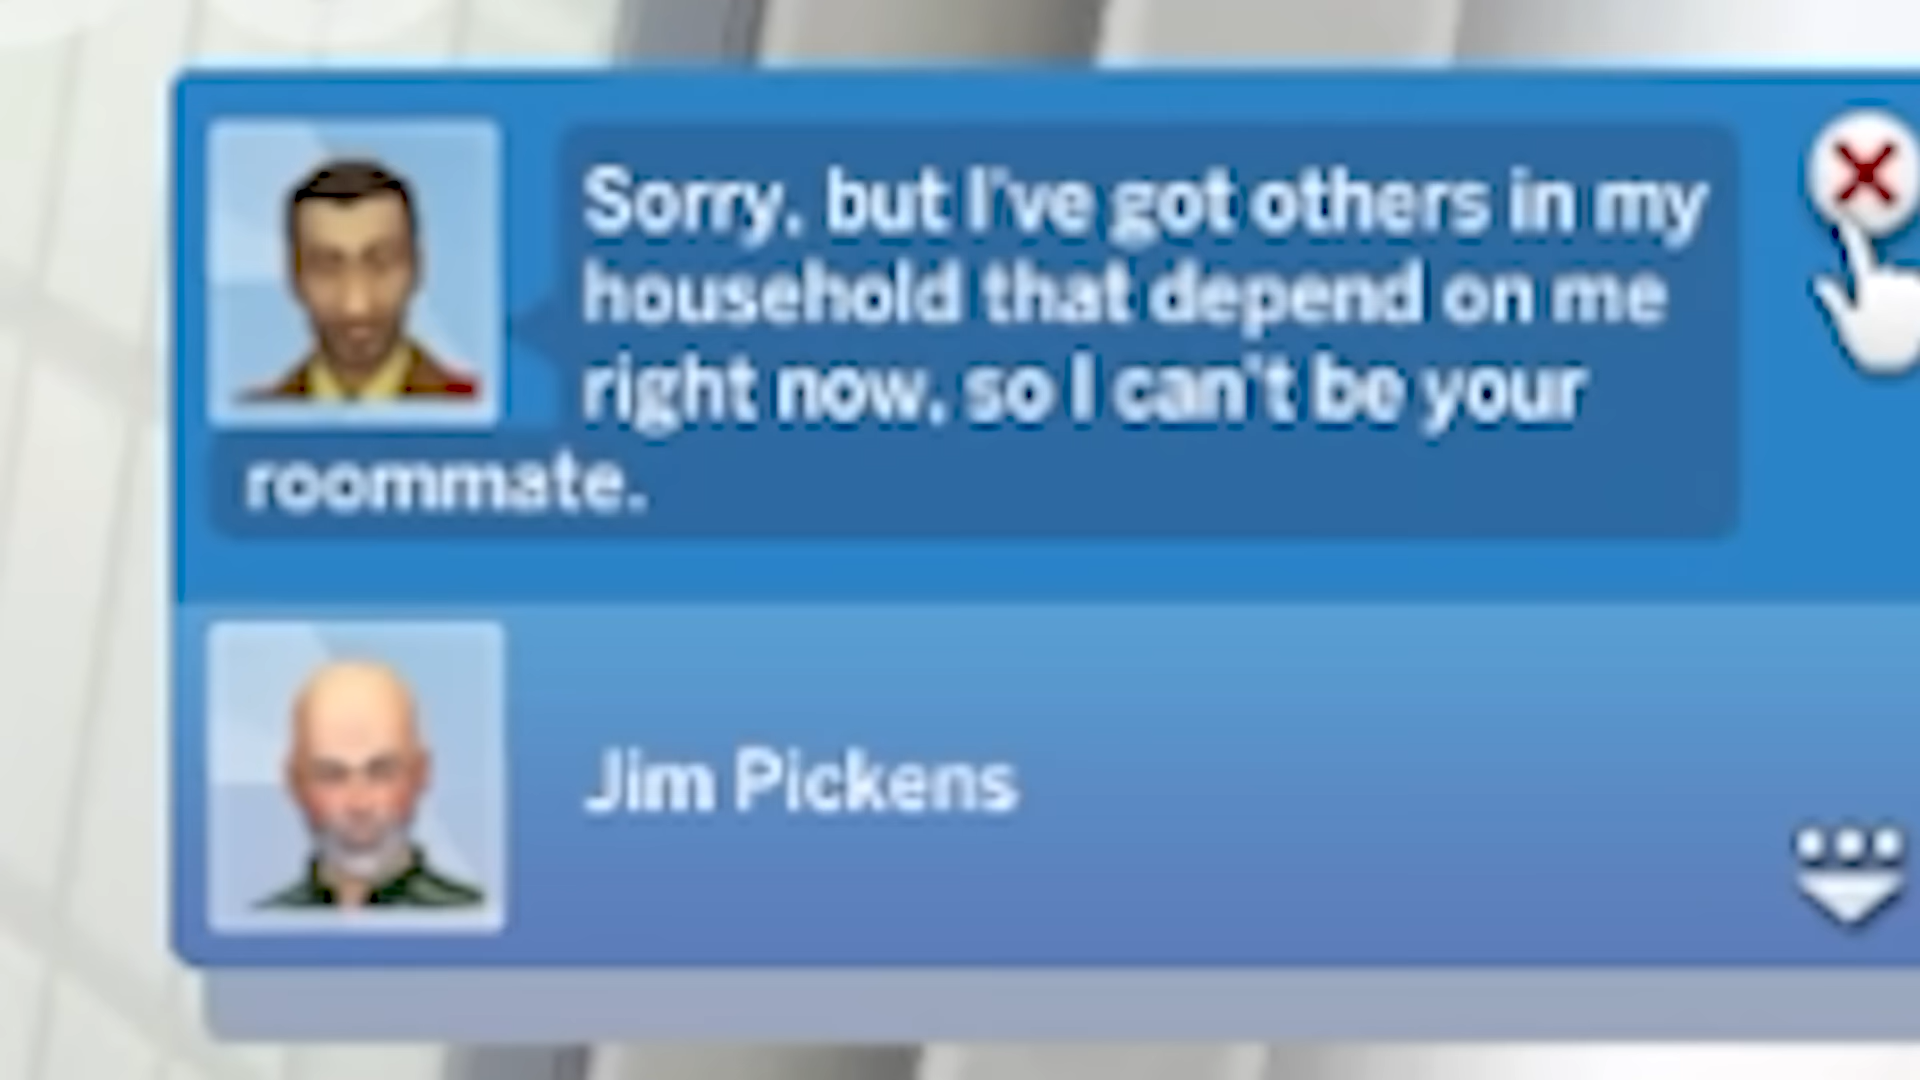 Sorry, but I've got others in my
household that depend on me
right now, so I can't be your
roommate.
Jim Pickens